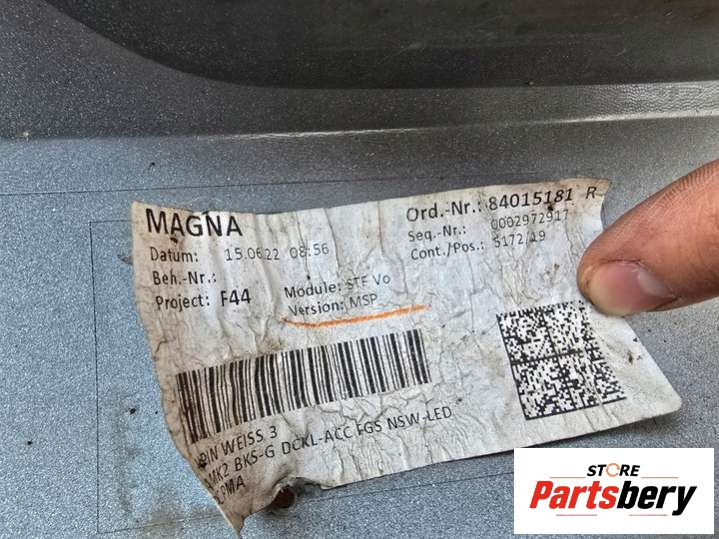 MAGNA
Ord.-Nr.: 84015181 R
Datum: 15.06.22 08:56
Seq.-Nr.: 0002972917
Beh.-Nr.:
Cont./Pos.: 5172/19
Project: F44
Module: STF Vo
Version: MSP
WEISS 3
BKS-G DCKL-ACC FGS NSW-LED
STORE
Partsbery